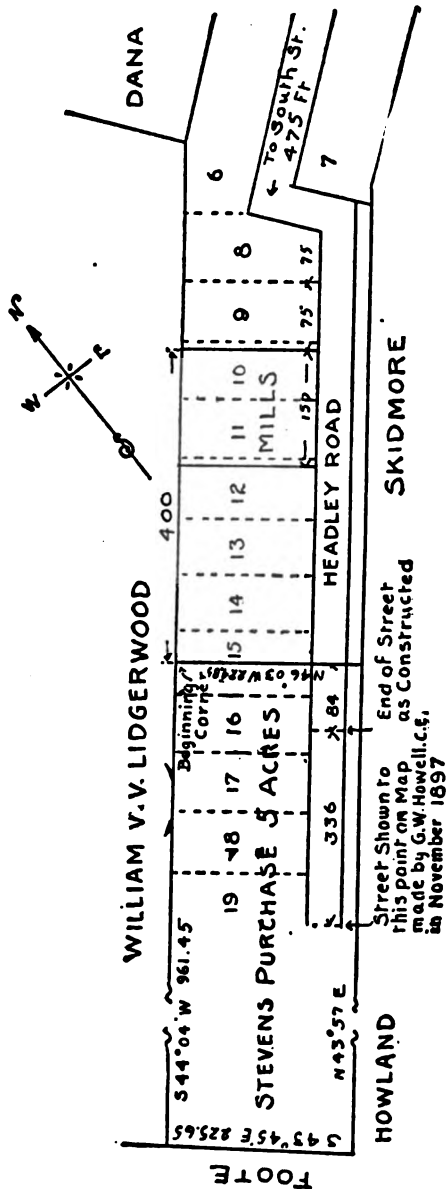 DANA
N
W
E
S
6
To South St.
475 Ft
7
8
75
9
75
10
11
MILLS
150
400
12
13
14
15
HEADLEY ROAD
SKIDMORE
WILLIAM V. V. LIDGERWOOD
Beginning
Corner
16
17
18
19
84
336
End of Street
as Constructed
Street Shown to
this point on Map
made by G.W. Howell.C.E.
in November 1897
STEVENS PURCHASE 5 ACRES
S44°04'W 961.45
N43°57'E
S 43°45'E 225.65
HOWLAND
FOOTE